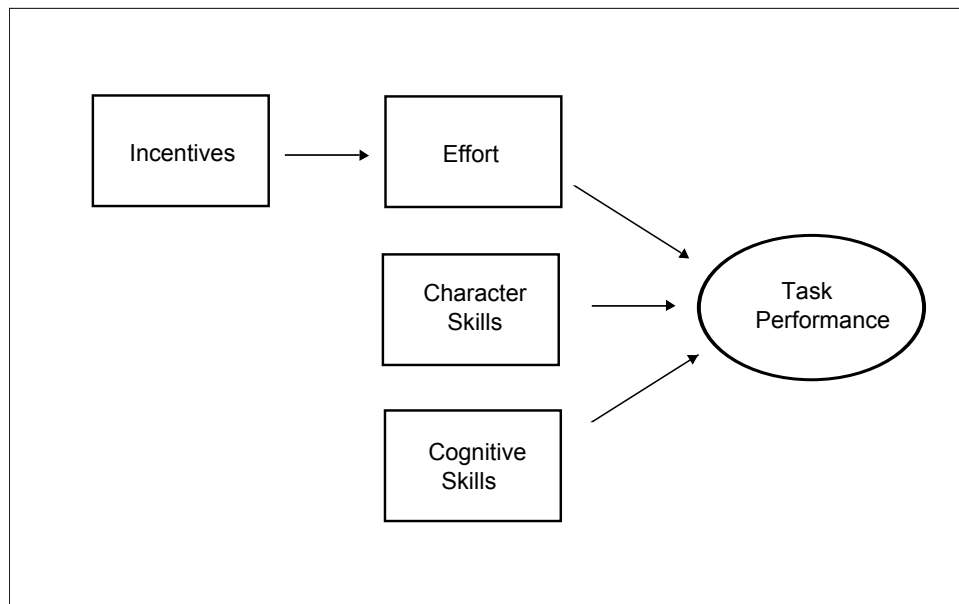 Incentives
Effort
Character
Skills
Cognitive
Skills
Task
Performance